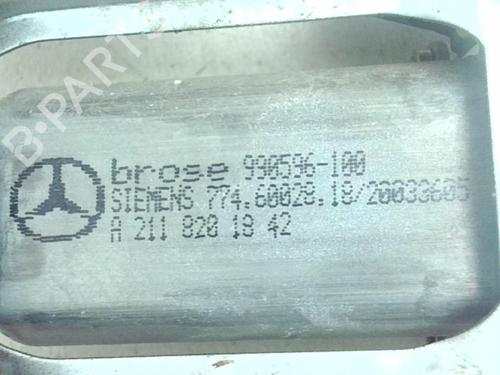 B-PARTS
brose 990596-100
SIEMENS 774.60028.18/20033605
A 211 820 18 42